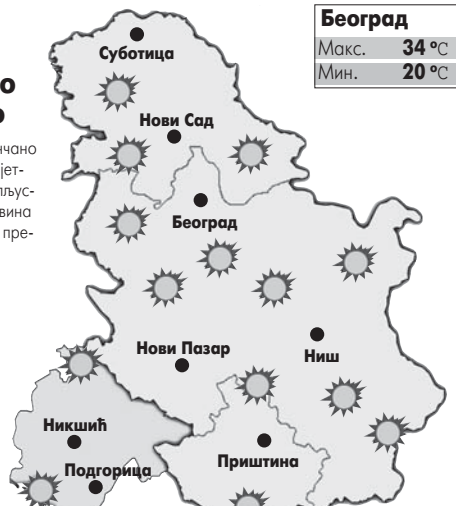 Београд
Макс. 34 °C
Мин. 20 °C
Суботица
Нови Сад
Београд
Нови Пазар
Ниш
Никшић
Подгорица
Приштина